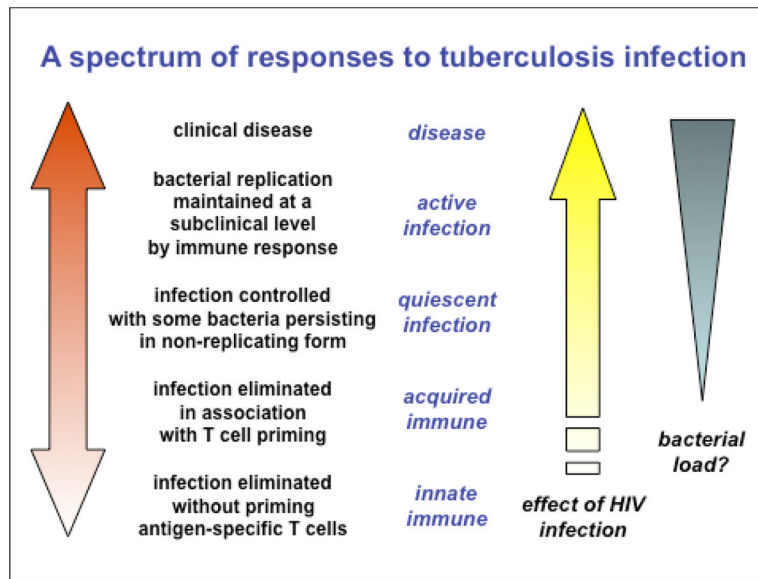 A spectrum of responses to tuberculosis infection
clinical disease
disease
bacterial replication
maintained at a
subclinical level
by immune response
active
infection
infection controlled
with some bacteria persisting
in non-replicating form
quiescent
infection
infection eliminated
in association
with T cell priming
acquired
immune
infection eliminated
without priming
antigen-specific T cells
innate
immune
effect of HIV
infection
bacterial
load?